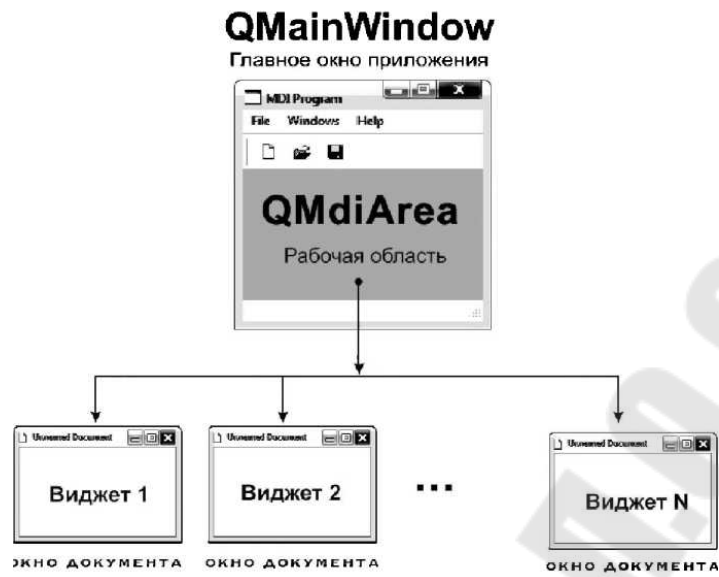 QMainWindow
Главное окно приложения
MDI Program
File Windows Help
QMdiArea
Рабочая область
Unnamed Document
Unnamed Document
Unnamed Document
Виджет 1
Виджет 2
...
Виджет N
ОКНО ДОКУМЕНТА
ОКНО ДОКУМЕНТА
ОКНО ДОКУМЕНТА